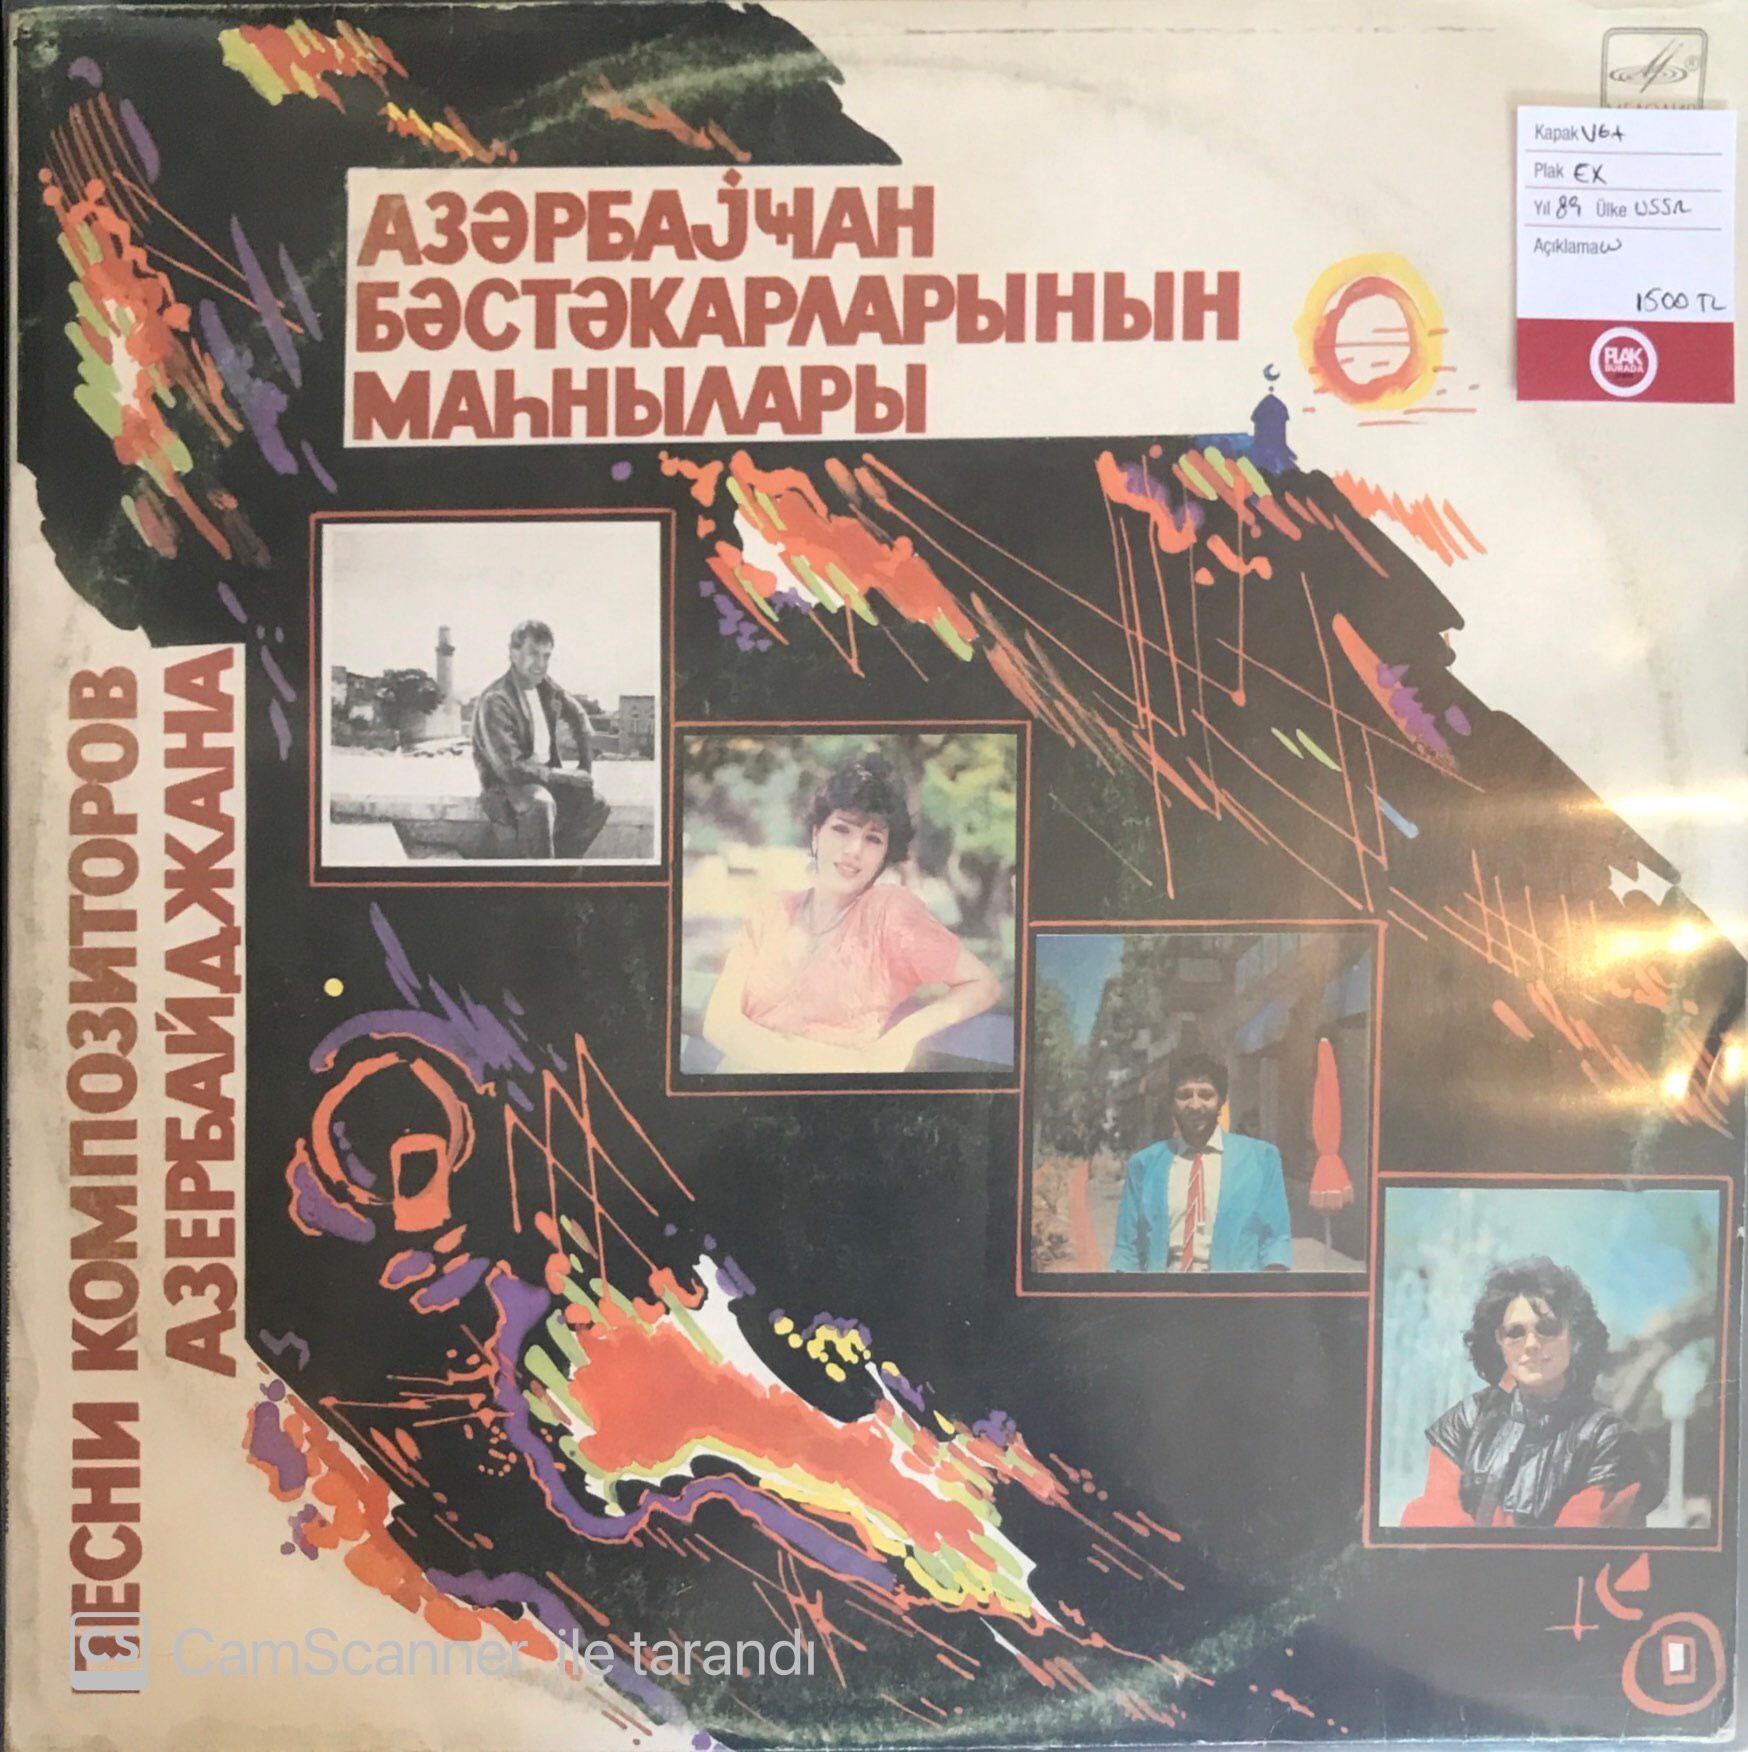 АЗӘРБАЈҸАН
БӘСТӘКАРЛАРЫНЫН
МАҺНЫЛАРЫ
ПЕСНИ КОМПОЗИТОРОВ
АЗЕРБАЙДЖАНА
Kapak VG+
Plak EX
Yıl 89 Ülke USSR
Açıklama
1500 TL
PLAK
BURADA
CS CamScanner ile tarandı